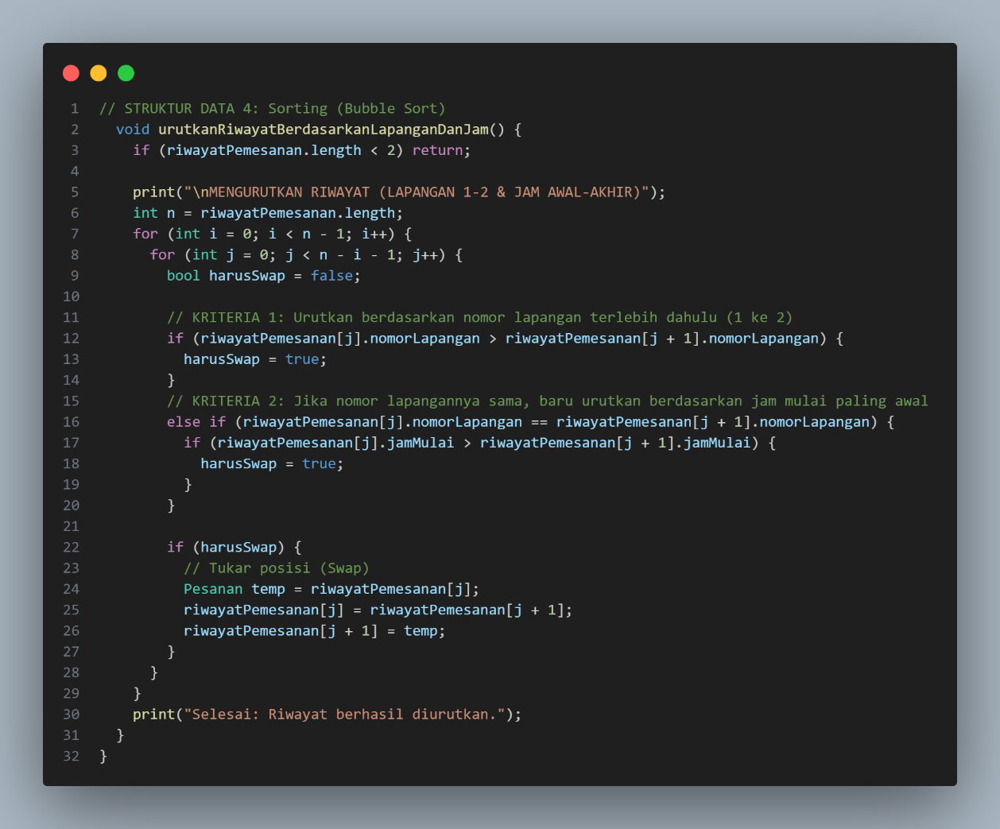 1 // STRUKTUR DATA 4: Sorting (Bubble Sort)
2   void urutkanRiwayatBerdasarkanLapanganDanJam() {
3     if (riwayatPemesanan.length < 2) return;
4
5     print("\nMENGURUTKAN RIWAYAT (LAPANGAN 1-2 & JAM AWAL-AKHIR)");
6     int n = riwayatPemesanan.length;
7     for (int i = 0; i < n - 1; i++) {
8       for (int j = 0; j < n - i - 1; j++) {
9         bool harusSwap = false;
10
11         // KRITERIA 1: Urutkan berdasarkan nomor lapangan terlebih dahulu (1 ke 2)
12         if (riwayatPemesanan[j].nomorLapangan > riwayatPemesanan[j + 1].nomorLapangan) {
13           harusSwap = true;
14         }
15         // KRITERIA 2: Jika nomor lapangannya sama, baru urutkan berdasarkan jam mulai paling awal
16         else if (riwayatPemesanan[j].nomorLapangan == riwayatPemesanan[j + 1].nomorLapangan) {
17           if (riwayatPemesanan[j].jamMulai > riwayatPemesanan[j + 1].jamMulai) {
18             harusSwap = true;
19           }
20         }
21
22         if (harusSwap) {
23           // Tukar posisi (Swap)
24           Pesanan temp = riwayatPemesanan[j];
25           riwayatPemesanan[j] = riwayatPemesanan[j + 1];
26           riwayatPemesanan[j + 1] = temp;
27         }
28       }
29     }
30     print("Selesai: Riwayat berhasil diurutkan.");
31   }
32 }